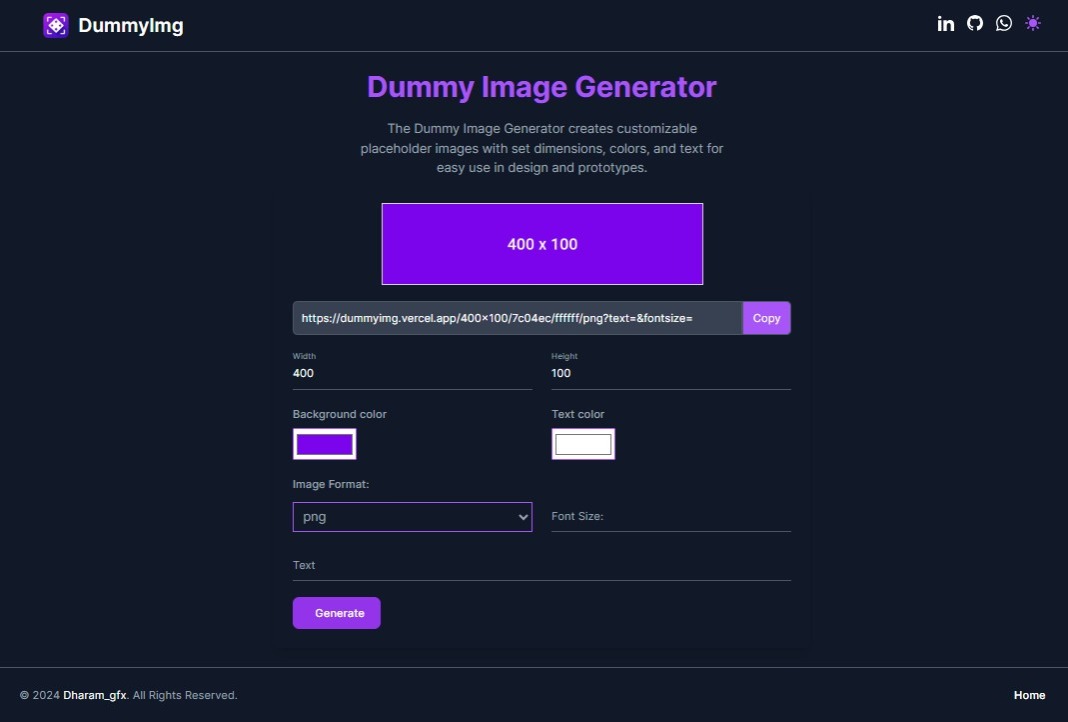 DummyImg
Dummy Image Generator
The Dummy Image Generator creates customizable
placeholder images with set dimensions, colors, and text for
easy use in design and prototypes.
400 x 100
https://dummyimg.vercel.app/400×100/7c04ec/ffffff/png?text=&fontsize=
Copy
Width
Height
400
100
Background color
Text color
Image Format:
png
Font Size:
Text
Generate
© 2024 Dharam_gfx. All Rights Reserved.
Home